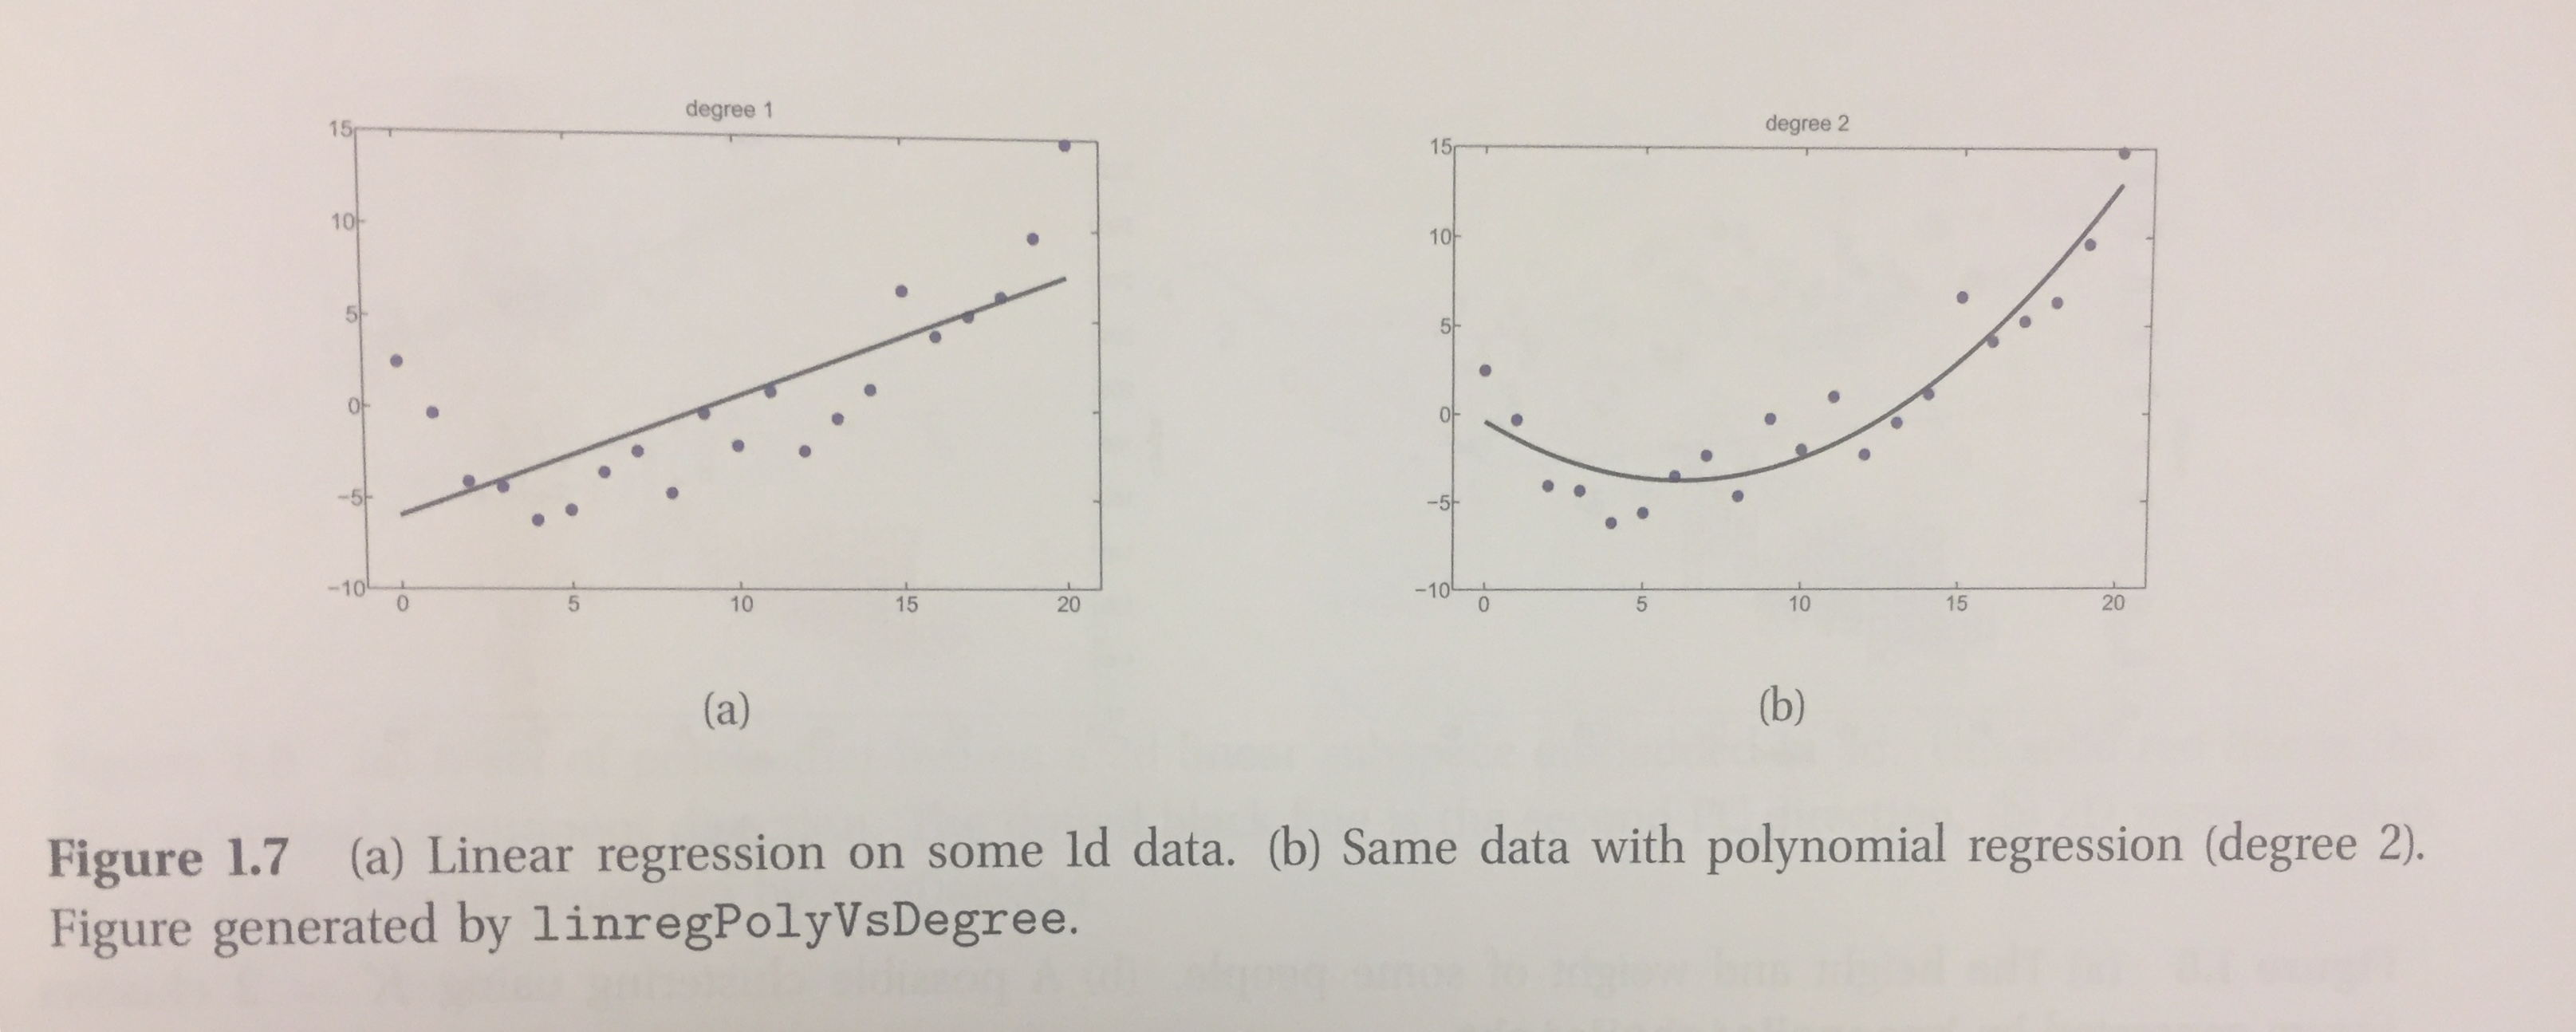 degree 1
15
10
5
0
−5
−10
0 5 10 15 20
(a)
degree 2
15
10
5
0
−5
−10
0 5 10 15 20
(b)
Figure 1.7 (a) Linear regression on some 1d data. (b) Same data with polynomial regression (degree 2).
Figure generated by linregPolyVsDegree.